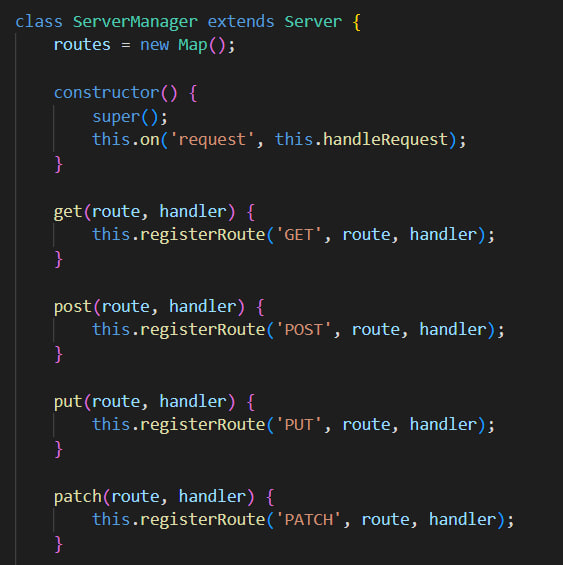 class ServerManager extends Server {
    routes = new Map();

    constructor() {
        super();
        this.on('request', this.handleRequest);
    }

    get(route, handler) {
        this.registerRoute('GET', route, handler);
    }

    post(route, handler) {
        this.registerRoute('POST', route, handler);
    }

    put(route, handler) {
        this.registerRoute('PUT', route, handler);
    }

    patch(route, handler) {
        this.registerRoute('PATCH', route, handler);
    }